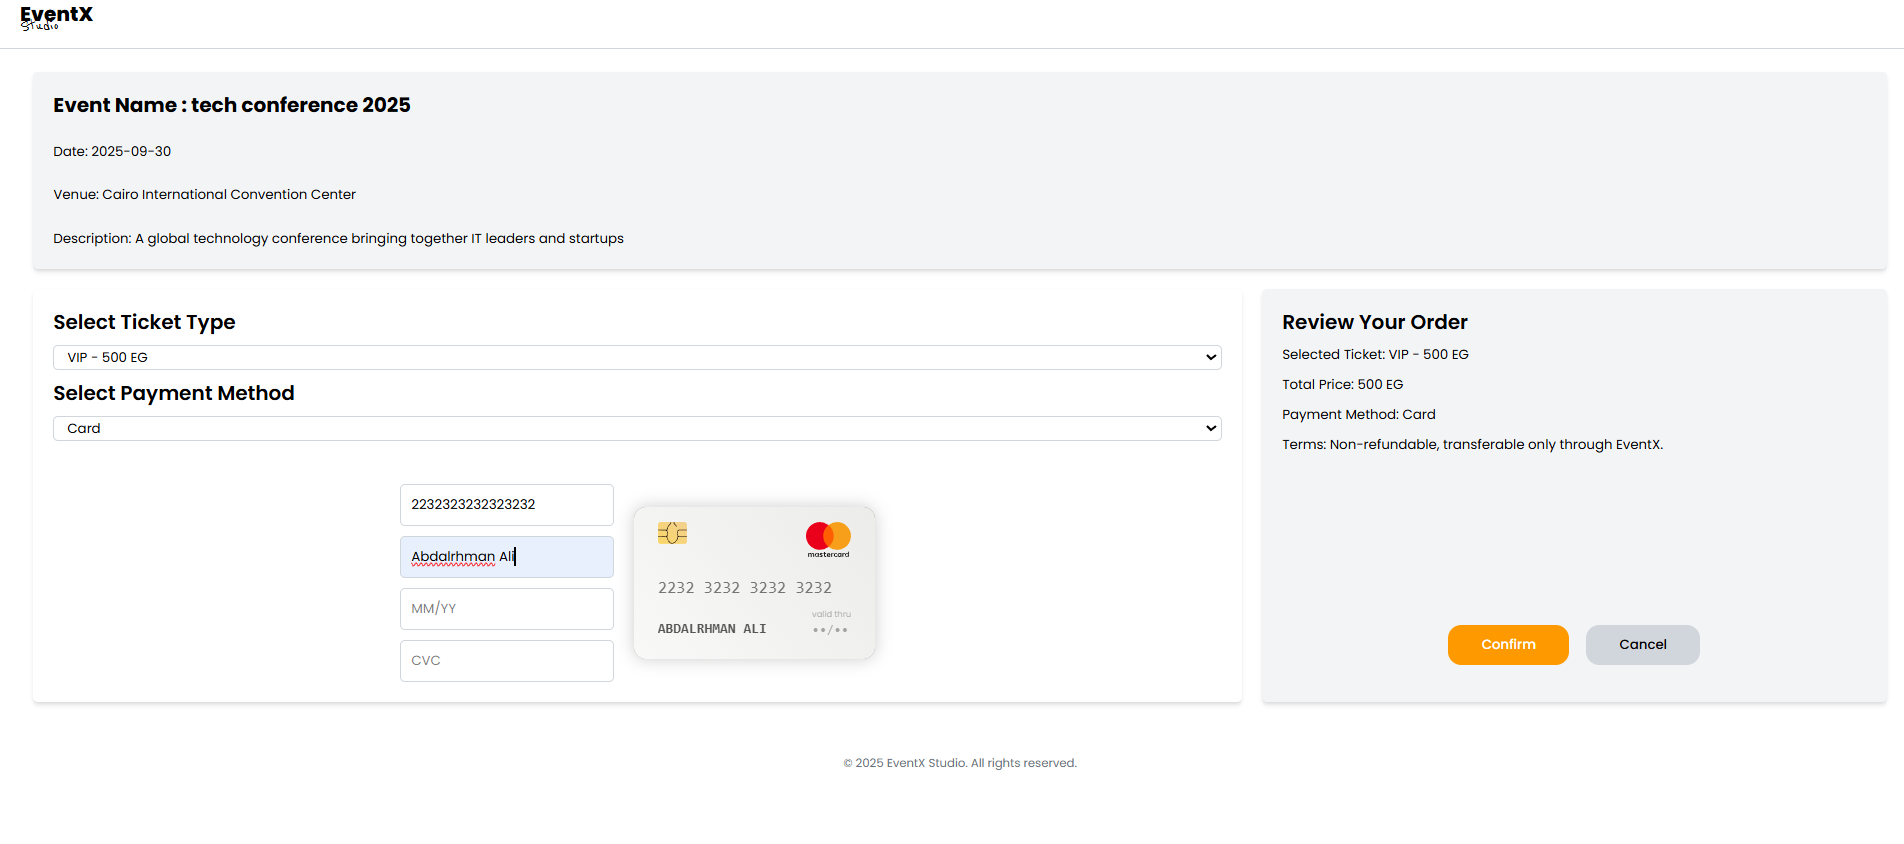 EventX
Studio
Event Name : tech conference 2025
Date: 2025-09-30
Venue: Cairo International Convention Center
Description: A global technology conference bringing together IT leaders and startups
Select Ticket Type
VIP - 500 EG
Select Payment Method
Card
2232323232323232
Abdalrhman Ali
MM/YY
CVC
mastercard
2232 3232 3232 3232
valid thru
ABDALRHMAN ALI
••/••
Review Your Order
Selected Ticket: VIP - 500 EG
Total Price: 500 EG
Payment Method: Card
Terms: Non-refundable, transferable only through EventX.
Confirm
Cancel
© 2025 EventX Studio. All rights reserved.